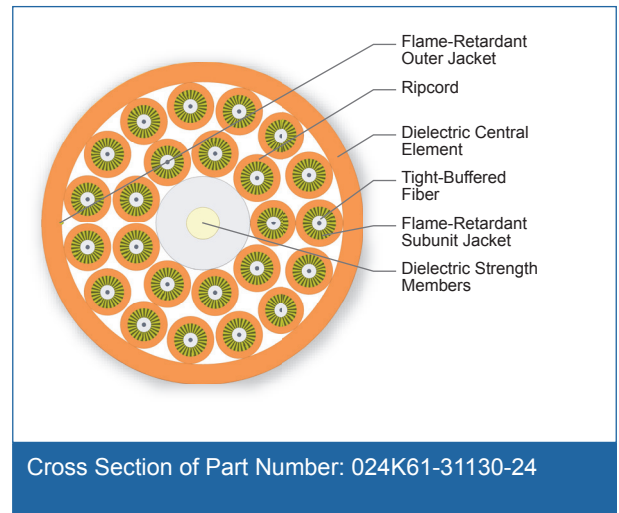 Flame-Retardant
Outer Jacket
Ripcord
Dielectric Central
Element
Tight-Buffered
Fiber
Flame-Retardant
Subunit Jacket
Dielectric Strength
Members
Cross Section of Part Number: 024K61-31130-24